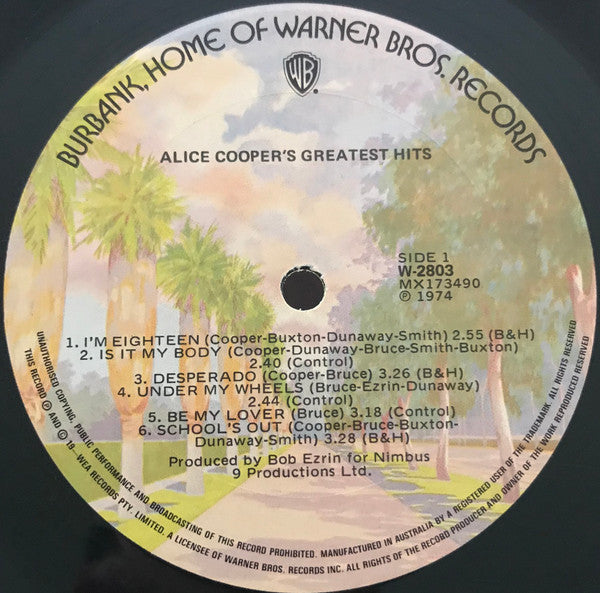 BURBANK, HOME OF WARNER BROS. RECORDS
WB
ALICE COOPER'S GREATEST HITS
SIDE 1
W-2803
MX173490
℗ 1974
1. I'M EIGHTEEN (Cooper-Buxton-Dunaway-Smith) 2.55 (B&H)
2. IS IT MY BODY (Cooper-Dunaway-Bruce-Smith-Buxton)
2.40 (Control)
3. DESPERADO (Cooper-Bruce) 3.26 (B&H)
4. UNDER MY WHEELS (Bruce-Ezrin-Dunaway)
2.44 (Control)
5. BE MY LOVER (Bruce) 3.18 (Control)
6. SCHOOL'S OUT (Cooper-Bruce-Buxton-
Dunaway-Smith) 3.28 (B&H)
Produced by Bob Ezrin for Nimbus
9 Productions Ltd.
UNAUTHORISED COPYING, PUBLIC PERFORMANCE AND BROADCASTING OF THIS RECORD PROHIBITED. MANUFACTURED IN AUSTRALIA BY A REGISTERED USER OF THE TRADEMARK. ALL RIGHTS RESERVED
THIS RECORD ℗ AND © 19— WEA RECORDS PTY. LIMITED. A LICENSEE OF WARNER BROS. RECORDS INC. ALL RIGHTS OF THE RECORD PRODUCER AND OWNER OF THE WORK REPRODUCED RESERVED